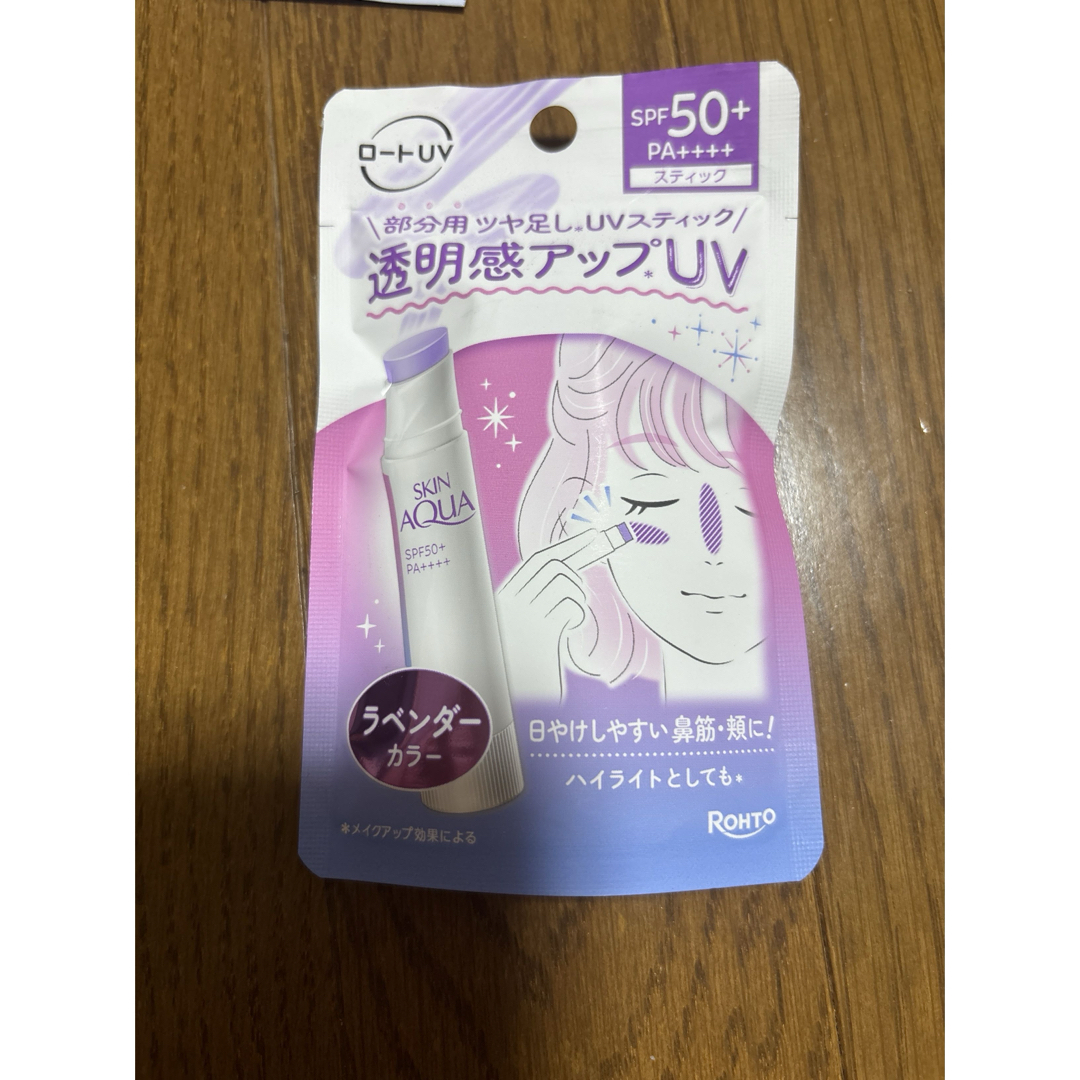 ロートUV
SPF50+
PA++++
スティック
\部分用 ツヤ足し*UVスティック/
透明感アップ*UV
SKIN
AQUA
SPF50+
PA++++
ラベンダー
カラー
日やけしやすい鼻筋・頬に!
ハイライトとしても*
ROHTO
*メイクアップ効果による